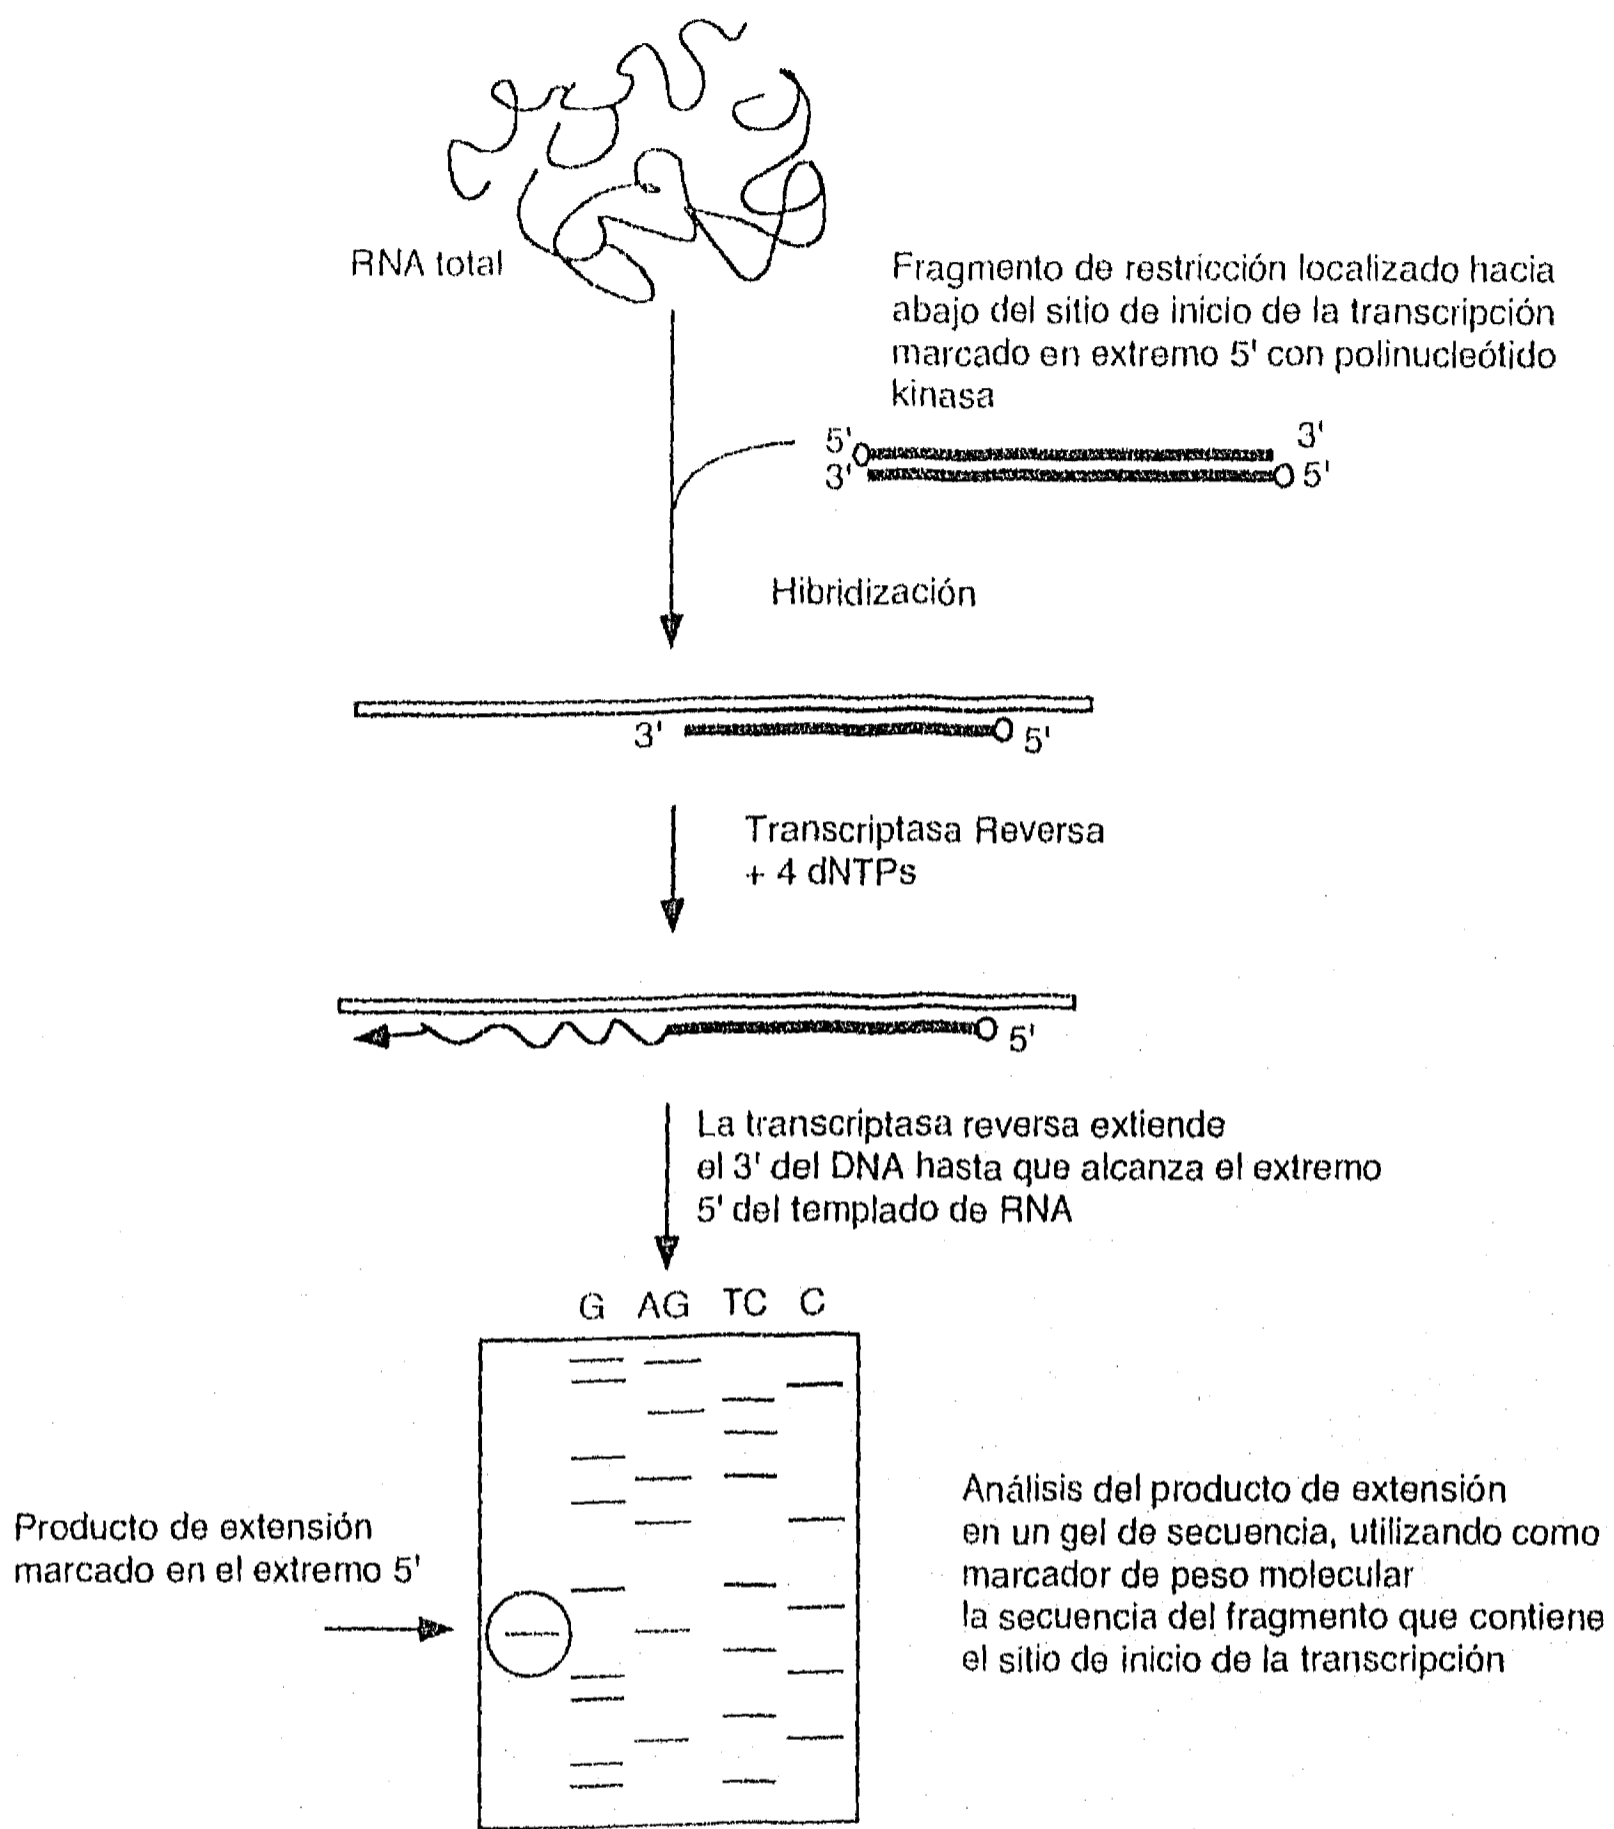 RNA total
Fragmento de restricción localizado hacia
abajo del sitio de inicio de la transcripción
marcado en extremo 5' con polinucleótido
kinasa
5' 3'
3' 5'
Hibridización
3' 5'
Transcriptasa Reversa
+ 4 dNTPs
5'
La transcriptasa reversa extiende
el 3' del DNA hasta que alcanza el extremo
5' del templado de RNA
G AG TC C
Producto de extensión
marcado en el extremo 5'
Análisis del producto de extensión
en un gel de secuencia, utilizando como
marcador de peso molecular
la secuencia del fragmento que contiene
el sitio de inicio de la transcripción